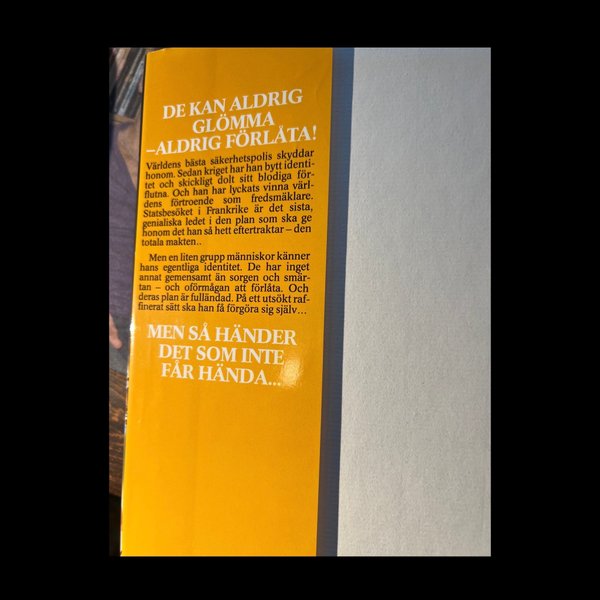 DE KAN ALDRIG
GLÖMMA
–ALDRIG FÖRLÅTA!
Världens bästa säkerhetspolis skyddar
honom. Sedan kriget har han bytt identi-
tet och skickligt dolt sitt blodiga för-
flutna. Och han har lyckats vinna värl-
dens förtroende som fredsmäklare.
Statsbesöket i Frankrike är det sista,
genialiska ledet i den plan som ska ge
honom det han så hett eftertraktar – den
totala makten..
Men en liten grupp människor känner
hans egentliga identitet. De har inget
annat gemensamt än sorgen och smär-
tan – och oförmågan att förlåta. Och
deras plan är fulländad. På ett utsökt raf-
finerat sätt ska han få förgöra sig själv...
MEN SÅ HÄNDER
DET SOM INTE
FÅR HÄNDA...